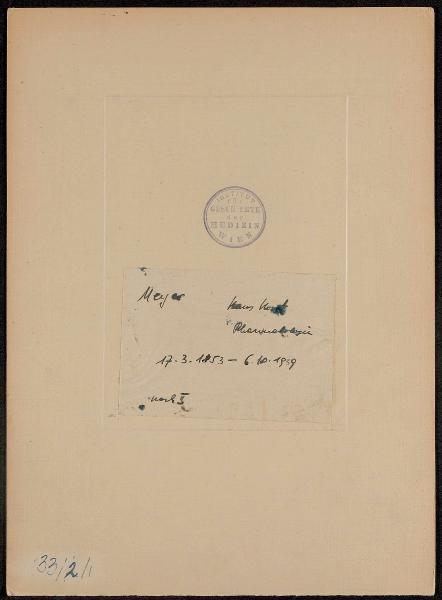 INSTITUT
FÜR
GESCHICHTE
der
MEDIZIN
WIEN
Meyer Hans Horst
Pharmakologie
17.3.1853 – 6.10.1939
33/2/1